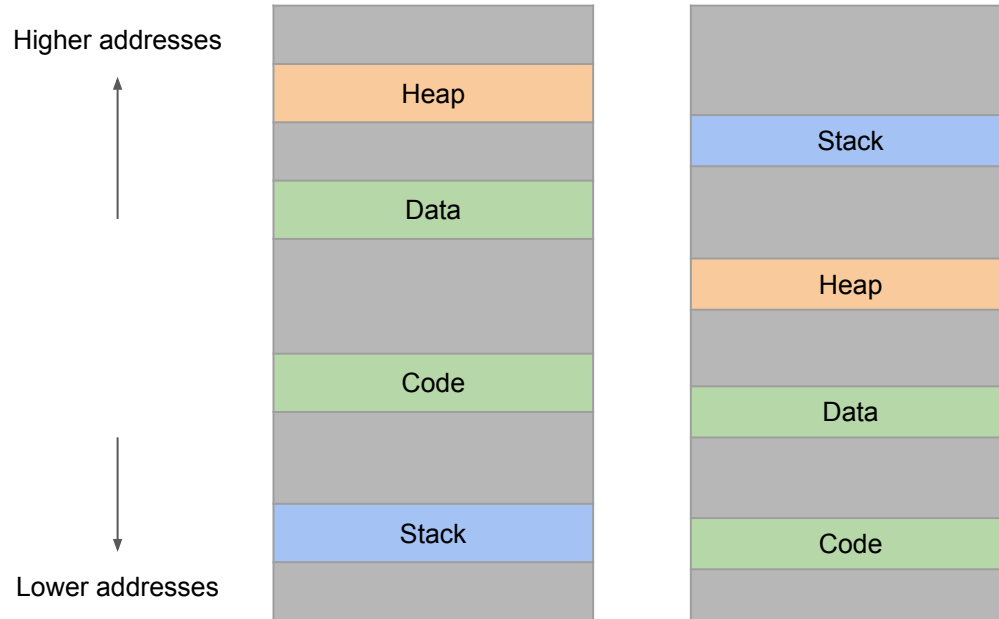 Higher addresses
Heap
Data
Code
Stack
Lower addresses
Stack
Heap
Data
Code